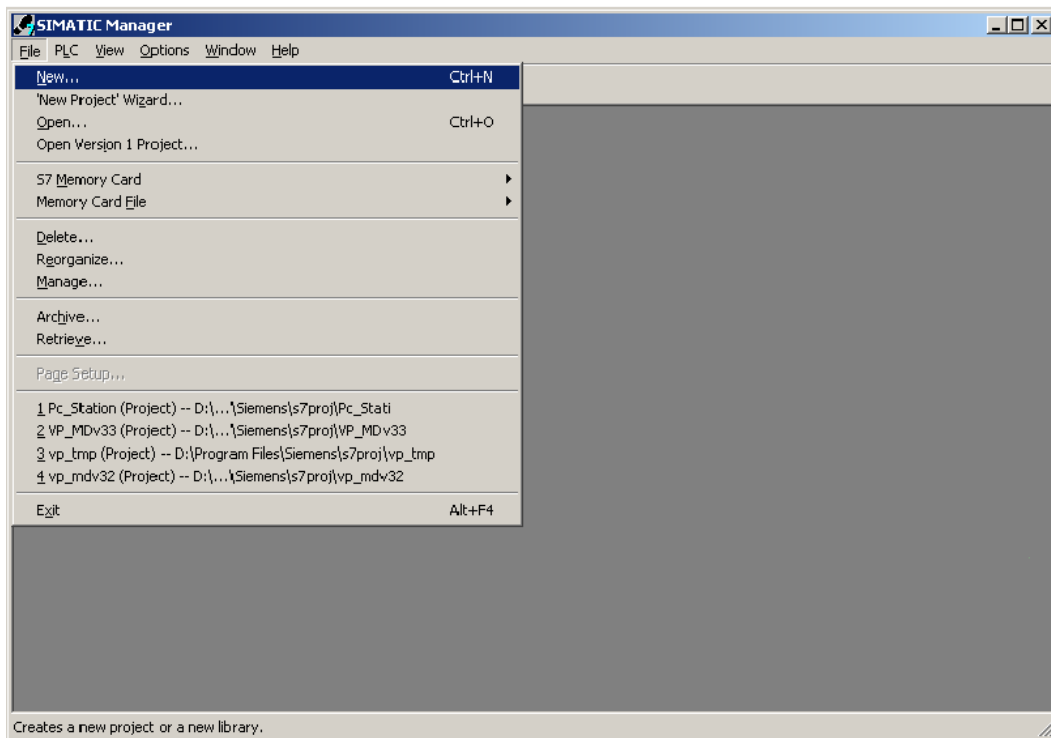 SIMATIC Manager
File PLC View Options Window Help
New... Ctrl+N
'New Project' Wizard...
Open... Ctrl+O
Open Version 1 Project...
S7 Memory Card
Memory Card File
Delete...
Reorganize...
Manage...
Archive...
Retrieve...
Page Setup...
1 Pc_Station (Project) -- D:\...\Siemens\s7proj\Pc_Stati
2 VP_MDv33 (Project) -- D:\...\Siemens\s7proj\VP_MDv33
3 vp_tmp (Project) -- D:\Program Files\Siemens\s7proj\vp_tmp
4 vp_mdv32 (Project) -- D:\...\Siemens\s7proj\vp_mdv32
Exit Alt+F4
Creates a new project or a new library.